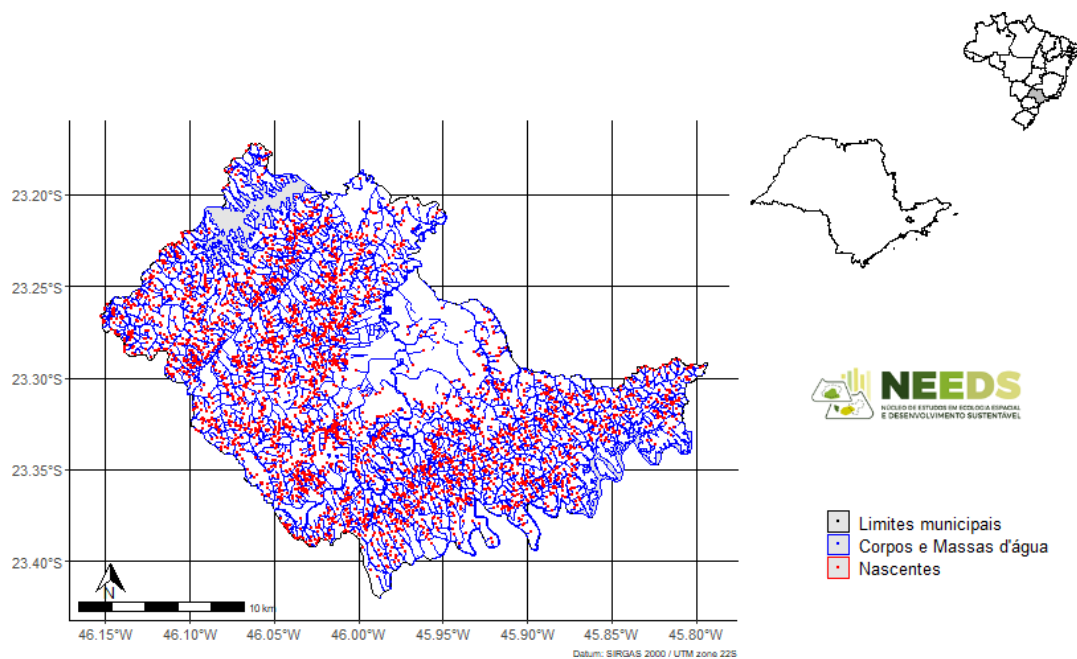 23.20°S
23.25°S
23.30°S
23.35°S
23.40°S
N
10 km
46.15°W 46.10°W 46.05°W 46.00°W 45.95°W 45.90°W 45.85°W 45.80°W
Datum: SIRGAS 2000 / UTM zone 22S
NEEDS
NÚCLEO DE ESTUDOS EM ECOLOGIA ESPACIAL
E DESENVOLVIMENTO SUSTENTÁVEL
Limites municipais
Corpos e Massas d'água
Nascentes